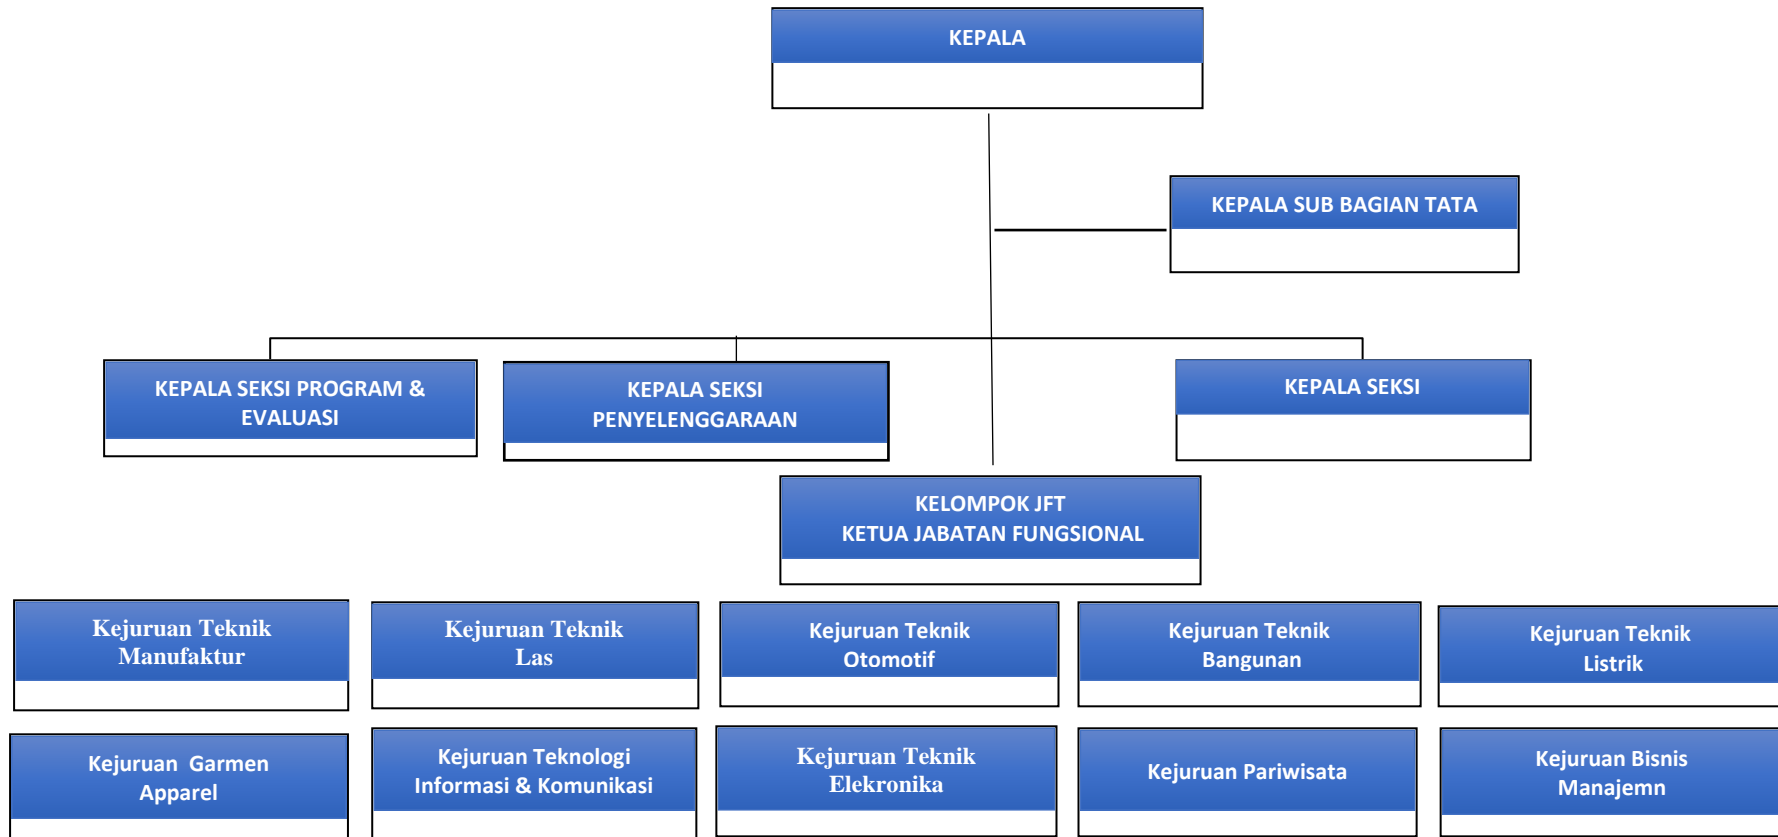 KEPALA
KEPALA SUB BAGIAN TATA
KEPALA SEKSI PROGRAM &
EVALUASI
KEPALA SEKSI
PENYELENGGARAAN
KEPALA SEKSI
KELOMPOK JFT
KETUA JABATAN FUNGSIONAL
Kejuruan Teknik
Manufaktur
Kejuruan Teknik
Las
Kejuruan Teknik
Otomotif
Kejuruan Teknik
Bangunan
Kejuruan Teknik
Listrik
Kejuruan Garmen
Apparel
Kejuruan Teknologi
Informasi & Komunikasi
Kejuruan Teknik
Elekronika
Kejuruan Pariwisata
Kejuruan Bisnis
Manajemn